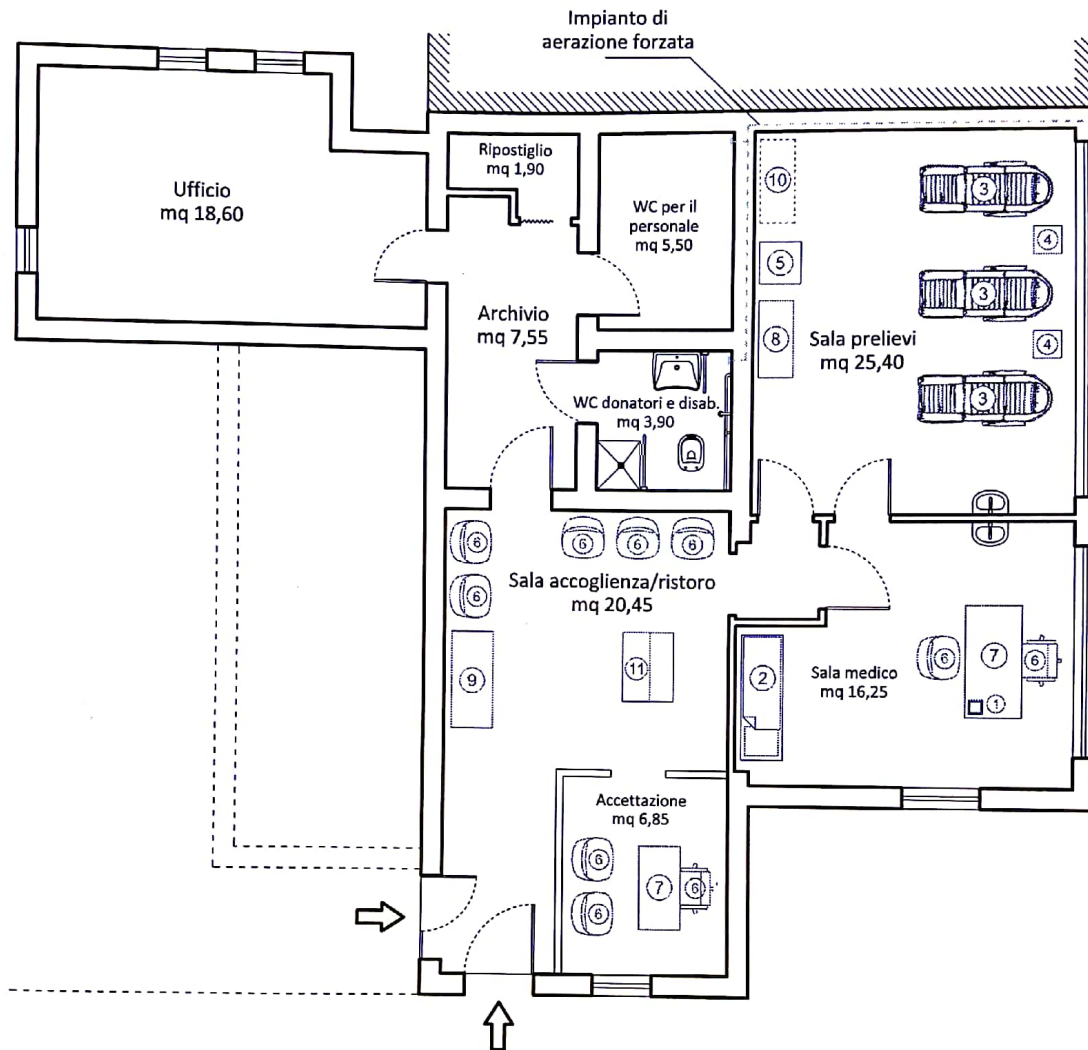 Impianto di
aerazione forzata
Ripostiglio
mq 1,90
Ufficio
mq 18,60
WC per il
personale
mq 5,50
10
3
4
5
3
Archivio
mq 7,55
8
Sala prelievi
mq 25,40
4
3
WC donatori e disab.
mq 3,90
6
6
6
6
6
Sala accoglienza/ristoro
mq 20,45
9
11
2
Sala medico
mq 16,25
6
7
6
1
Accettazione
mq 6,85
6
7
6
6